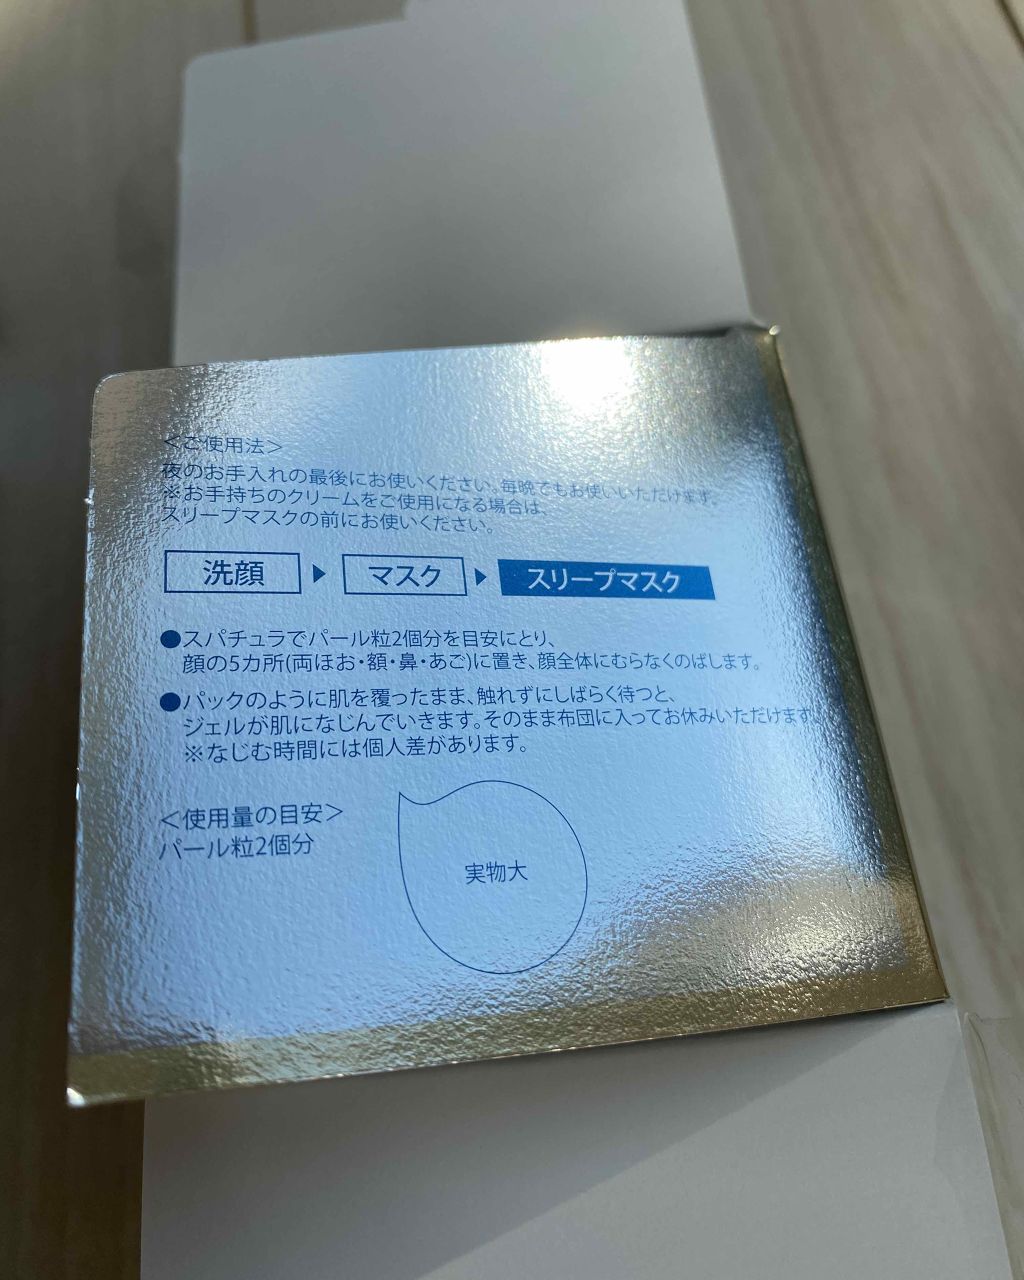 ＜ご使用法＞
夜のお手入れの最後にお使いください。毎晩でもお使いいただけます。
※お手持ちのクリームをご使用になる場合は、
スリープマスクの前にお使いください。
洗顔 ▶ マスク ▶ スリープマスク
●スパチュラでパール粒2個分を目安にとり、
顔の5カ所(両ほお・額・鼻・あご)に置き、顔全体にむらなくのばします。
●パックのように肌を覆ったまま、触れずにしばらく待つと、
ジェルが肌になじんでいきます。そのまま布団に入ってお休みいただけます。
※なじむ時間には個人差があります。
＜使用量の目安＞
パール粒2個分
実物大